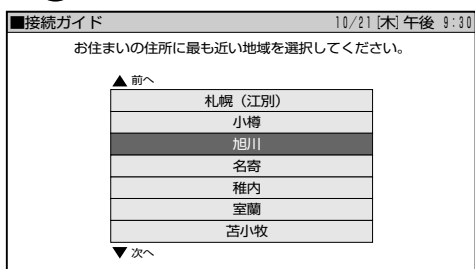 ■接続ガイド 10/21[木]午後 9:30
お住まいの住所に最も近い地域を選択してください。
▲ 前へ
札幌（江別）
小樽
旭川
名寄
稚内
室蘭
苫小牧
▼ 次へ